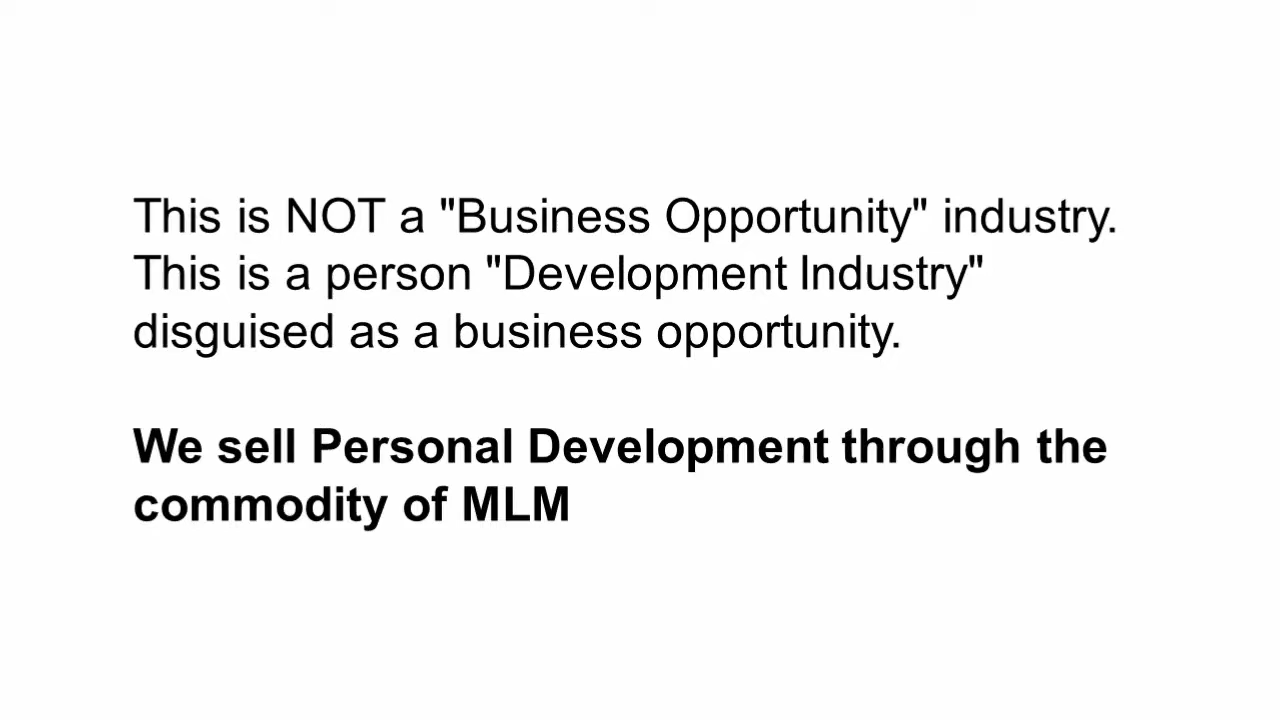 This is NOT a "Business Opportunity" industry.
This is a person "Development Industry"
disguised as a business opportunity.
We sell Personal Development through the
commodity of MLM